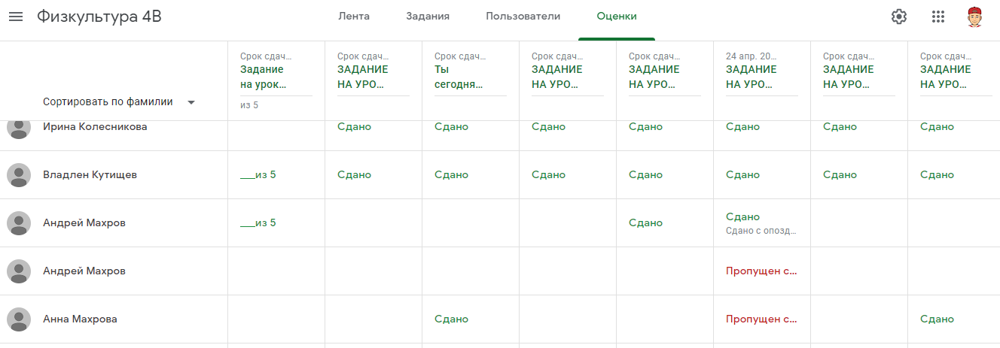 Физкультура 4В
Лента Задания Пользователи Оценки
Срок сдач... Срок сдач... Срок сдач... Срок сдач... Срок сдач... 24 апр. 20... Срок сдач... Срок сдач...
Задание ЗАДАНИЕ Ты ЗАДАНИЕ ЗАДАНИЕ ЗАДАНИЕ ЗАДАНИЕ ЗАДАНИЕ
на урок... НА УРО... сегодня... НА УРО... НА УРО... НА УРО... НА УРО... НА УРО...
Сортировать по фамилии из 5
Ирина Колесникова Сдано Сдано Сдано Сдано Сдано Сдано Сдано
Владлен Кутищев ___из 5 Сдано Сдано Сдано Сдано Сдано Сдано Сдано
Андрей Махров ___из 5 Сдано Сдано
Сдано с опозд...
Андрей Махров Пропущен с...
Анна Махрова Сдано Пропущен с... Сдано